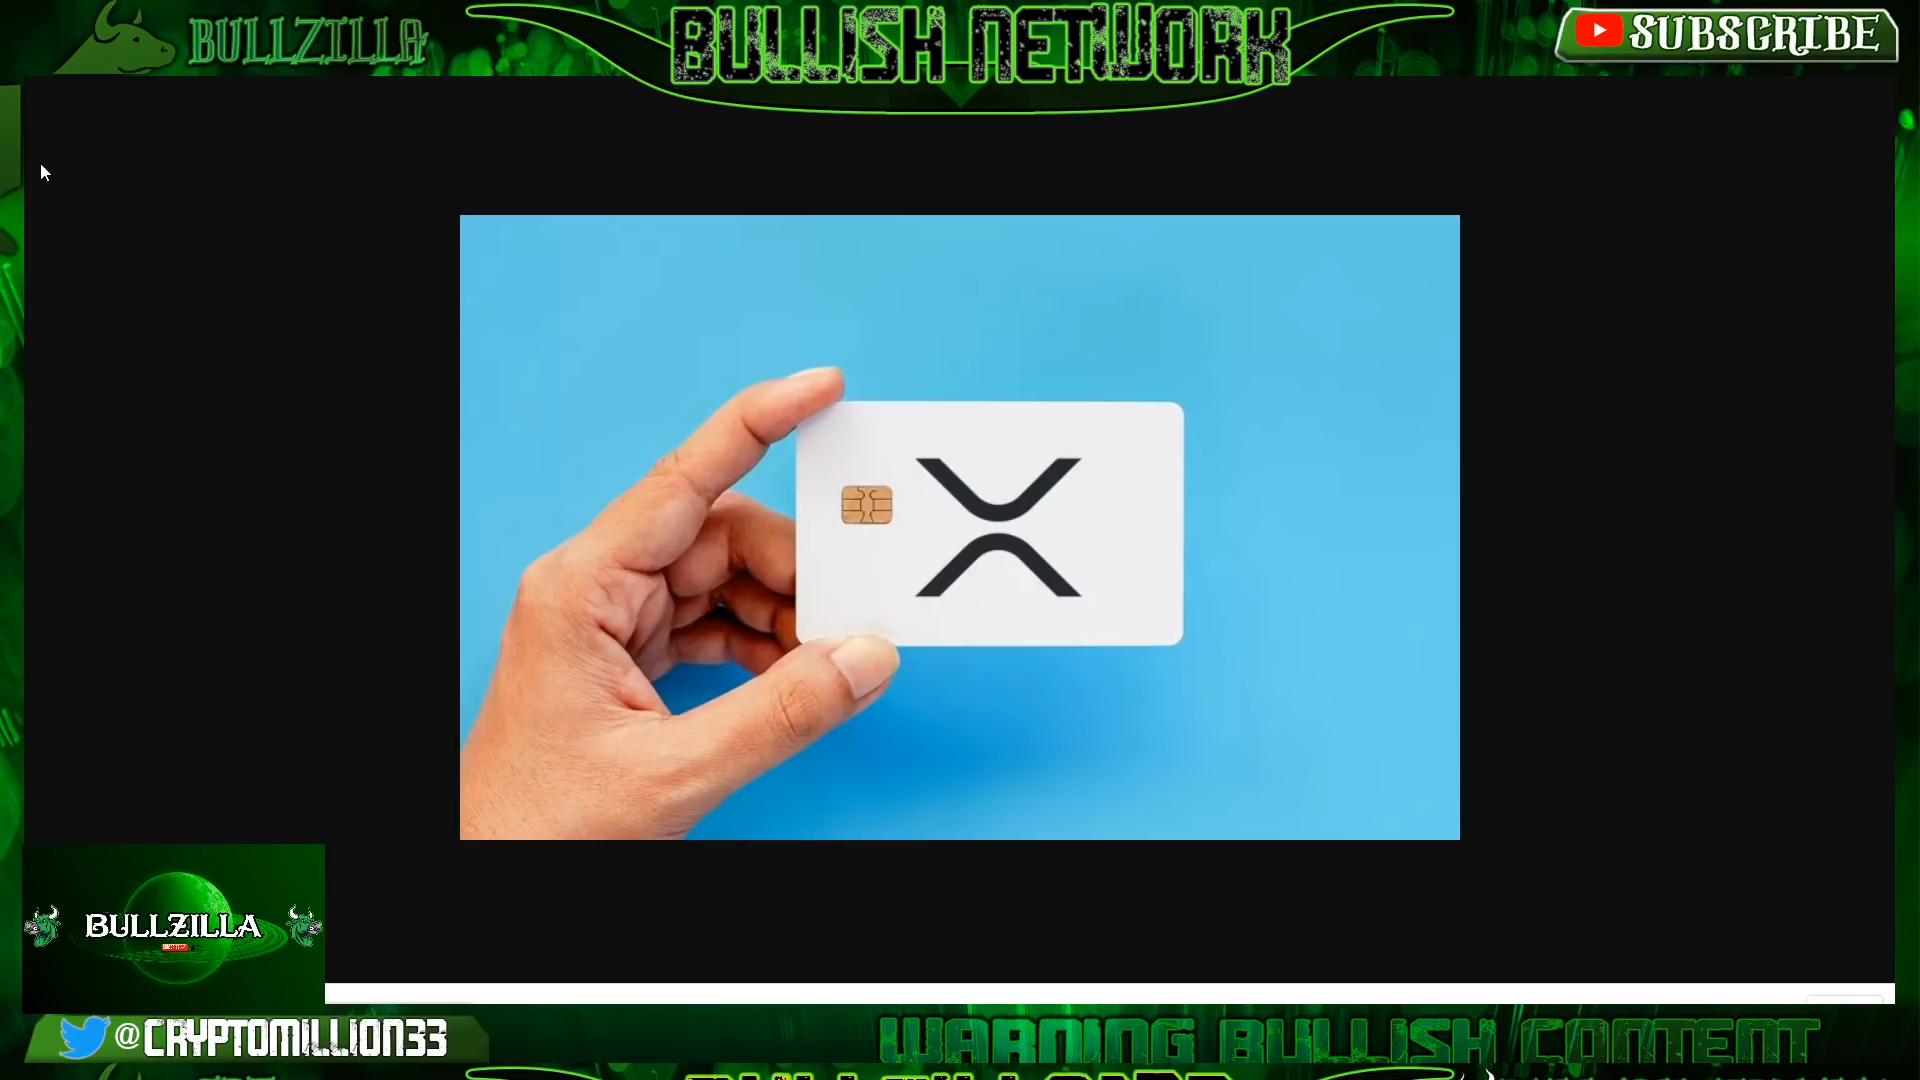 BULLZILLA
BULLISH NETWORK
SUBSCRIBE
BULLZILLA
@CRYPTOMILLION33
WARNING BULLISH CONTENT